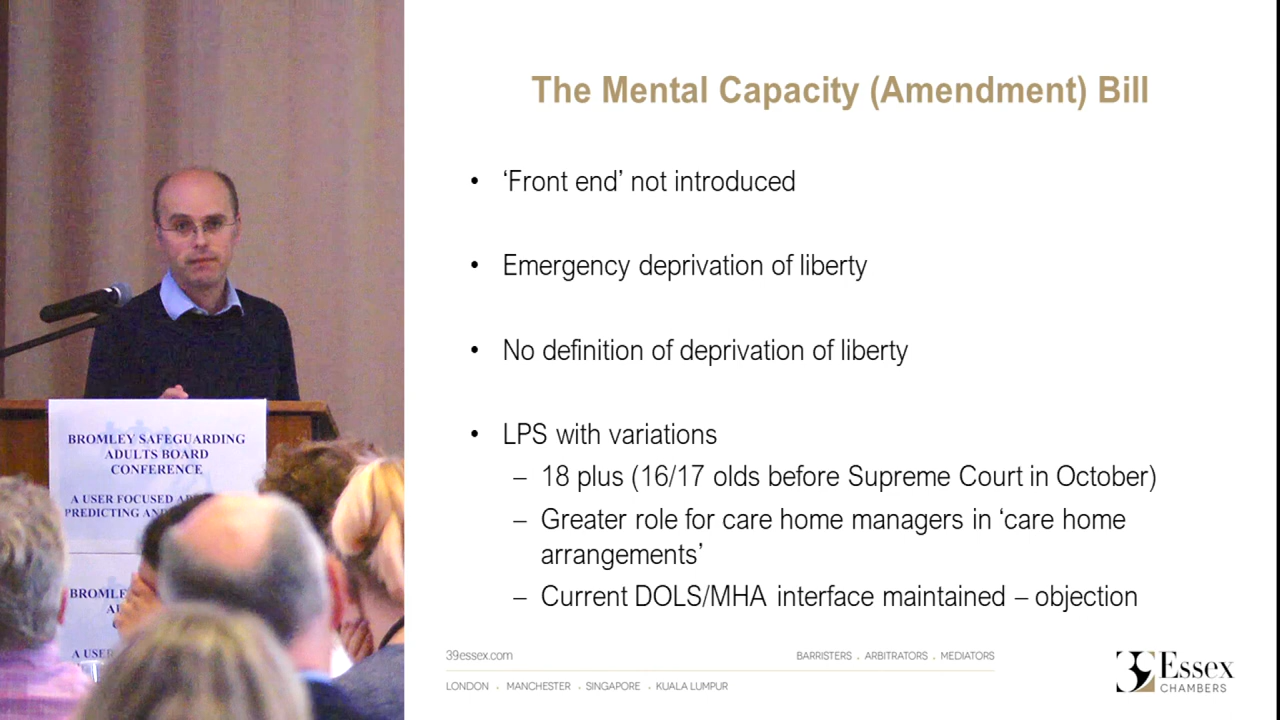 The Mental Capacity (Amendment) Bill
• ‘Front end’ not introduced
• Emergency deprivation of liberty
• No definition of deprivation of liberty
• LPS with variations
– 18 plus (16/17 olds before Supreme Court in October)
– Greater role for care home managers in ‘care home
arrangements’
– Current DOLS/MHA interface maintained – objection
39essex.com
BARRISTERS . ARBITRATORS . MEDIATORS
LONDON . MANCHESTER . SINGAPORE . KUALA LUMPUR
39 Essex
CHAMBERS
BROMLEY SAFEGUARDING
ADULTS BOARD
CONFERENCE
A USER FOCUSED
PREDICTING AND
A USER